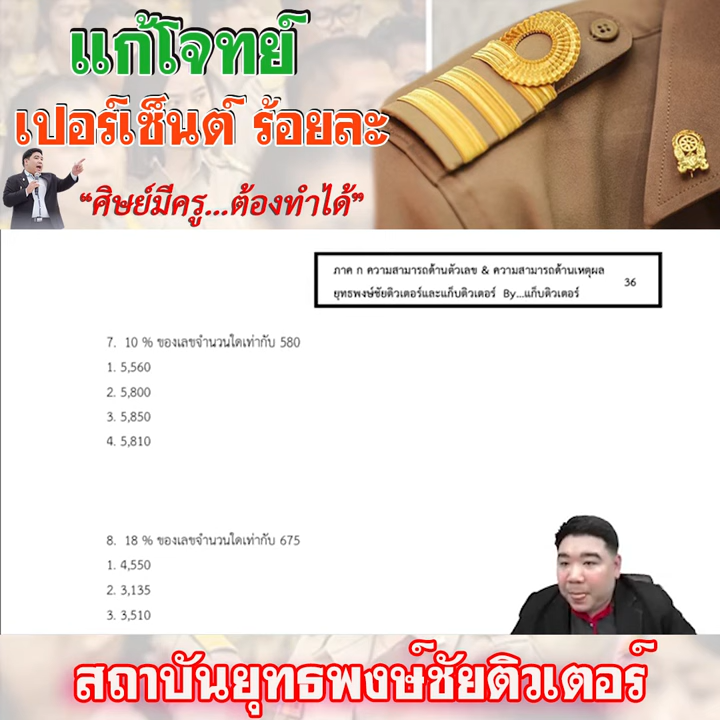 แก้โจทย์
เปอร์เซ็นต์ ร้อยละ
“ศิษย์มีครู...ต้องทำได้”
ภาค ก ความสามารถด้านตัวเลข & ความสามารถด้านเหตุผล
36
ยุทธพงษ์ชัยติวเตอร์และแก๊บติวเตอร์ By...แก๊บติวเตอร์
7. 10 % ของเลขจำนวนใดเท่ากับ 580
1. 5,560
2. 5,800
3. 5,850
4. 5,810
8. 18 % ของเลขจำนวนใดเท่ากับ 675
1. 4,550
2. 3,135
3. 3,510
สถาบันยุทธพงษ์ชัยติวเตอร์